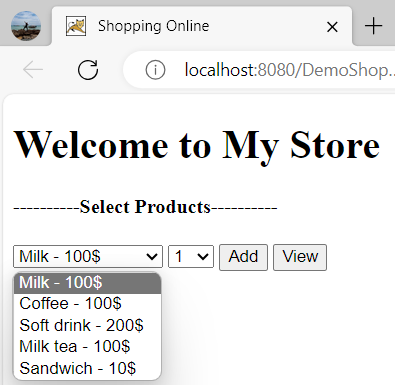 Shopping Online
localhost:8080/DemoShop...
Welcome to My Store
----------Select Products----------
Milk - 100$ 1 Add View
Milk - 100$
Coffee - 100$
Soft drink - 200$
Milk tea - 100$
Sandwich - 10$